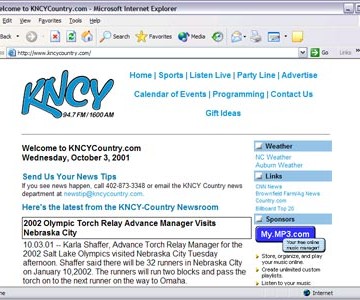 elcome to KNCYCountry.com - Microsoft Internet Explorer
Back
Search
Favorites
Media
http://www.kncycountry.com/
Go
Links
Home | Sports | Listen Live | Party Line | Advertise
Calendar of Events | Programming | Contact Us
Gift Ideas
KNCY
94.7 FM / 1600 AM
Welcome to KNCYCountry.com
Wednesday, October 3, 2001
Send Us Your News Tips
If you see news happen, call 402-873-3348 or email the KNCY Country news
department at newstip@kncycountry.com.
Here's the latest from the KNCY-Country Newsroom
2002 Olympic Torch Relay Advance Manager Visits
Nebraska City
10.03.01 -- Karla Shaffer, Advance Torch Relay Manager for the
2002 Salt Lake Olympics visited Nebraska City Tuesday
afternoon. Shaffer said there will be 32 runners in Nebraska City
on January 10,2002. The runners will run two blocks and pass the
torch on to the next runner on the way to Omaha.
Weather
NC Weather
Auburn Weather
Links
CNN News
Brownfield Farming News
Country.com
Billboard Top 20
Sponsors
My.MP3.com
Your free online
music manager!
Store, organize, and play
your music online.
Create unlimited custom
playlists.
Listen to your music